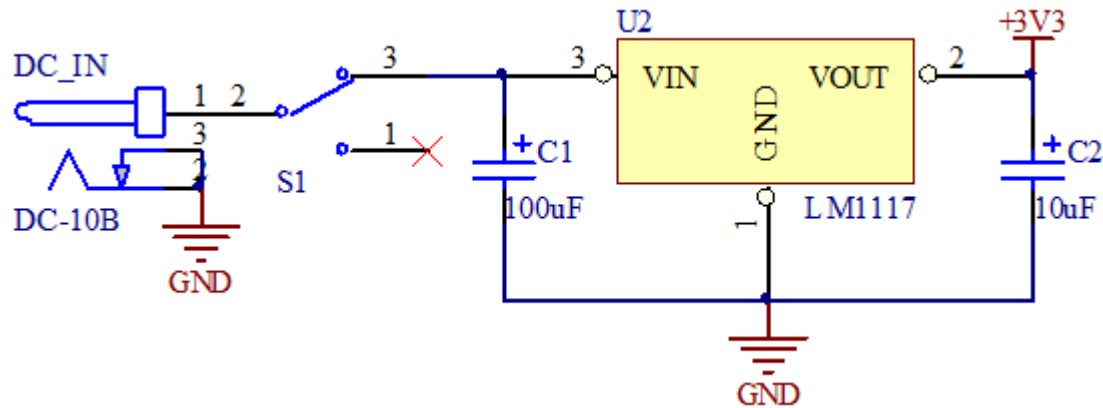 U2
+3V3
DC_IN
1 2
3
3
VIN
VOUT
2
GND
3
2
1
S1
+ C1
+ C2
DC-10B
100uF
1
LM1117
10uF
GND
GND